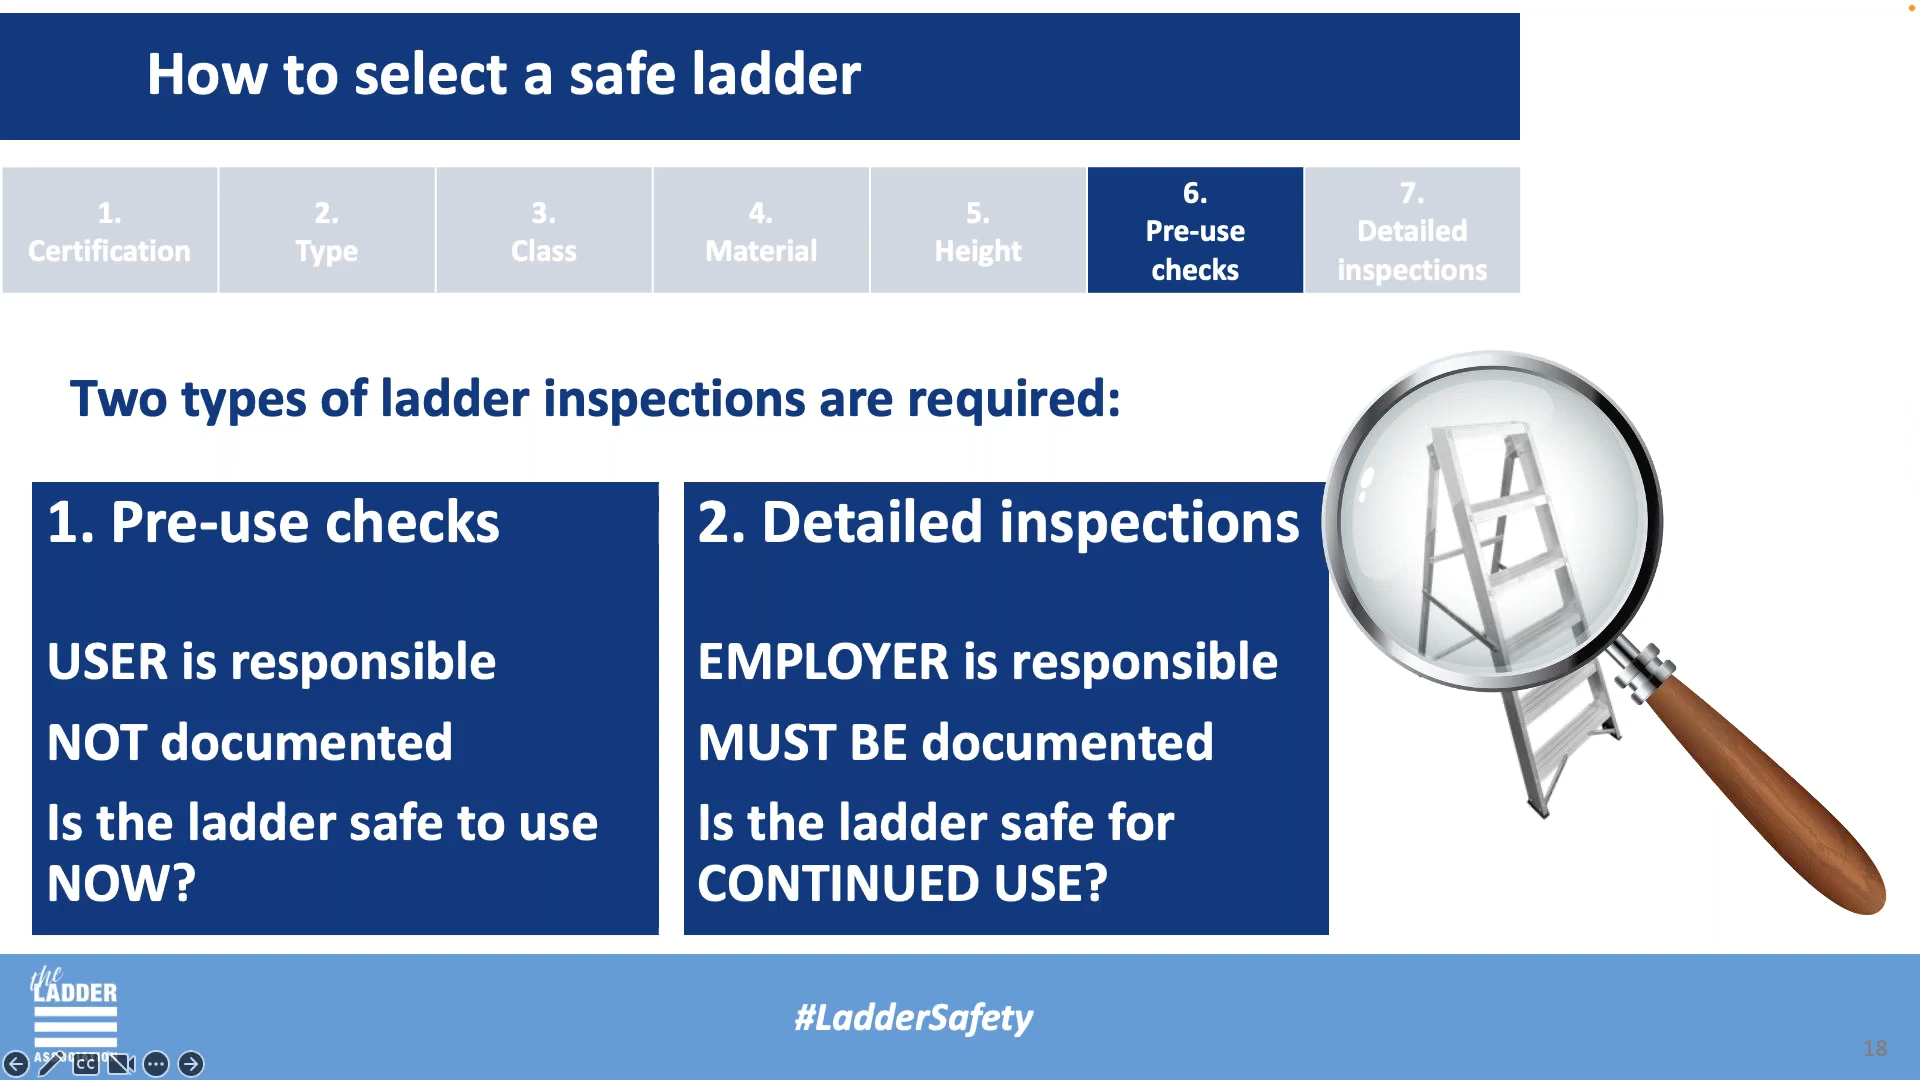 How to select a safe ladder
1.
Certification
2.
Type
3.
Class
4.
Material
5.
Height
6.
Pre-use
checks
7.
Detailed
inspections
Two types of ladder inspections are required:
1. Pre-use checks
USER is responsible
NOT documented
Is the ladder safe to use
NOW?
2. Detailed inspections
EMPLOYER is responsible
MUST BE documented
Is the ladder safe for
CONTINUED USE?
the
LADDER
ASSOCIATION
CC
#LadderSafety
18